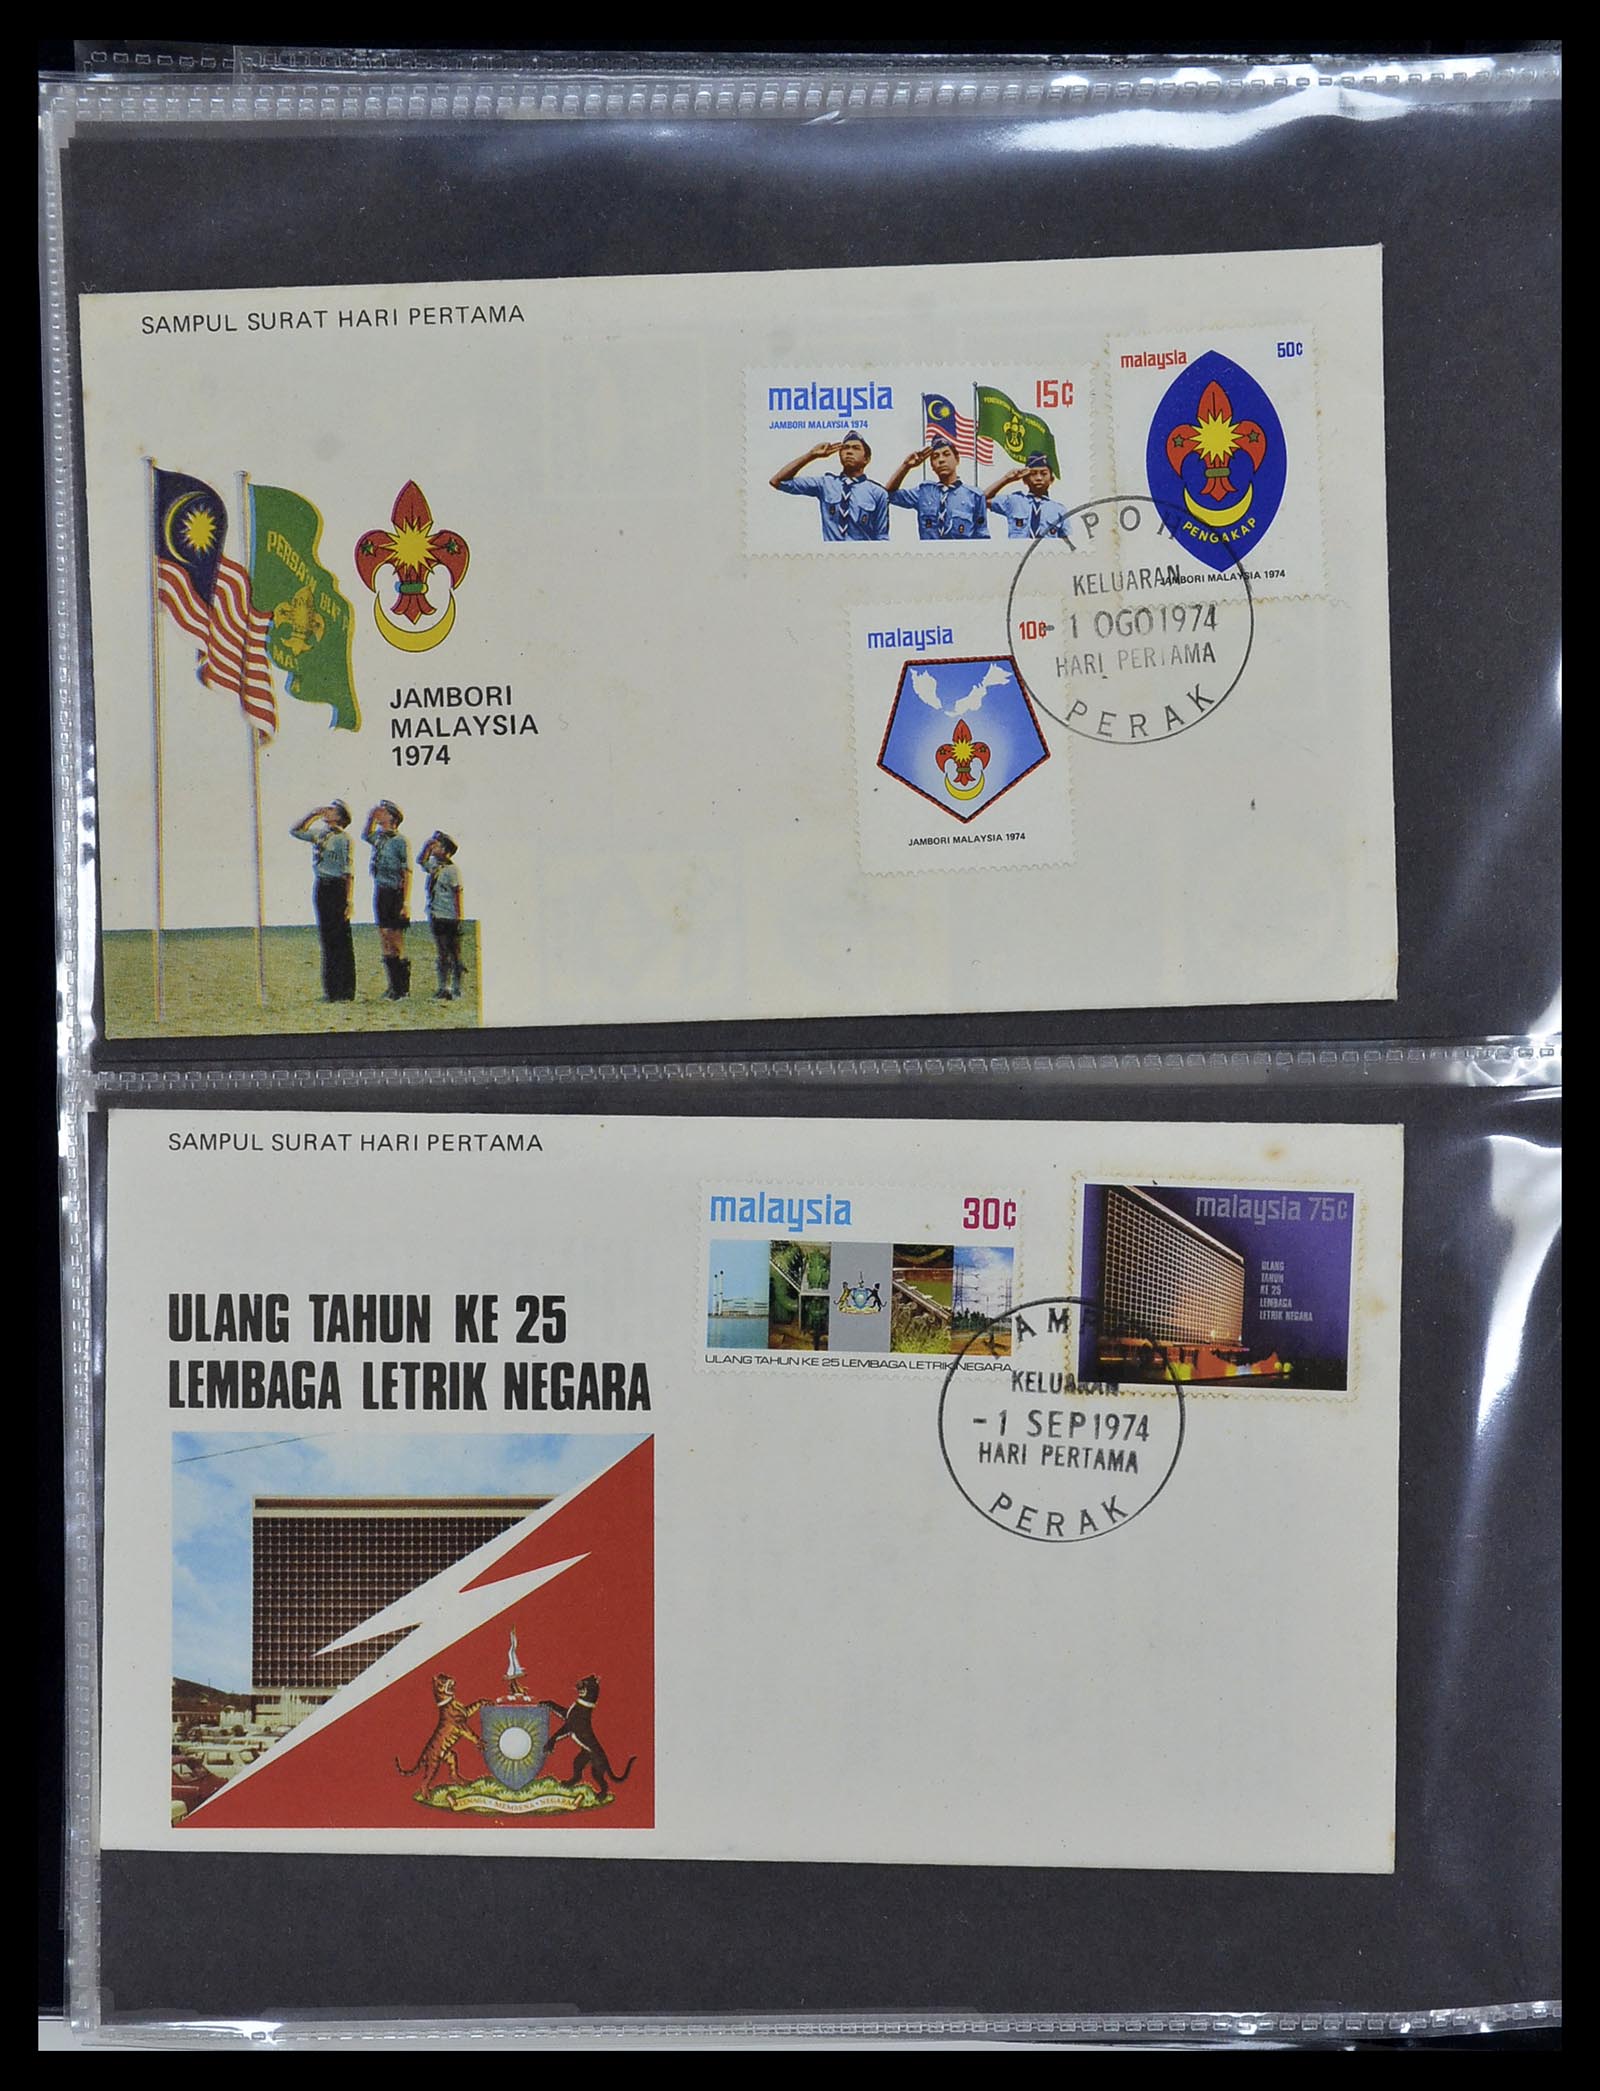 SAMPUL SURAT HARI PERTAMA
malaysia 15¢
JAMBORI MALAYSIA 1974
malaysia 50¢
PENGAKAP
JAMBORI MALAYSIA 1974
IPOH
KELUARAN
-1 OGO 1974
HARI PERTAMA
PERAK
malaysia 10¢
JAMBORI MALAYSIA 1974
JAMBORI
MALAYSIA
1974
SAMPUL SURAT HARI PERTAMA
malaysia 30¢
ULANG TAHUN KE 25 LEMBAGA LETRIK NEGARA
malaysia 75¢
ULANG
TAHUN
KE 25
LEMBAGA
LETRIK NEGARA
KELUARAN
-1 SEP 1974
HARI PERTAMA
PERAK
ULANG TAHUN KE 25
LEMBAGA LETRIK NEGARA